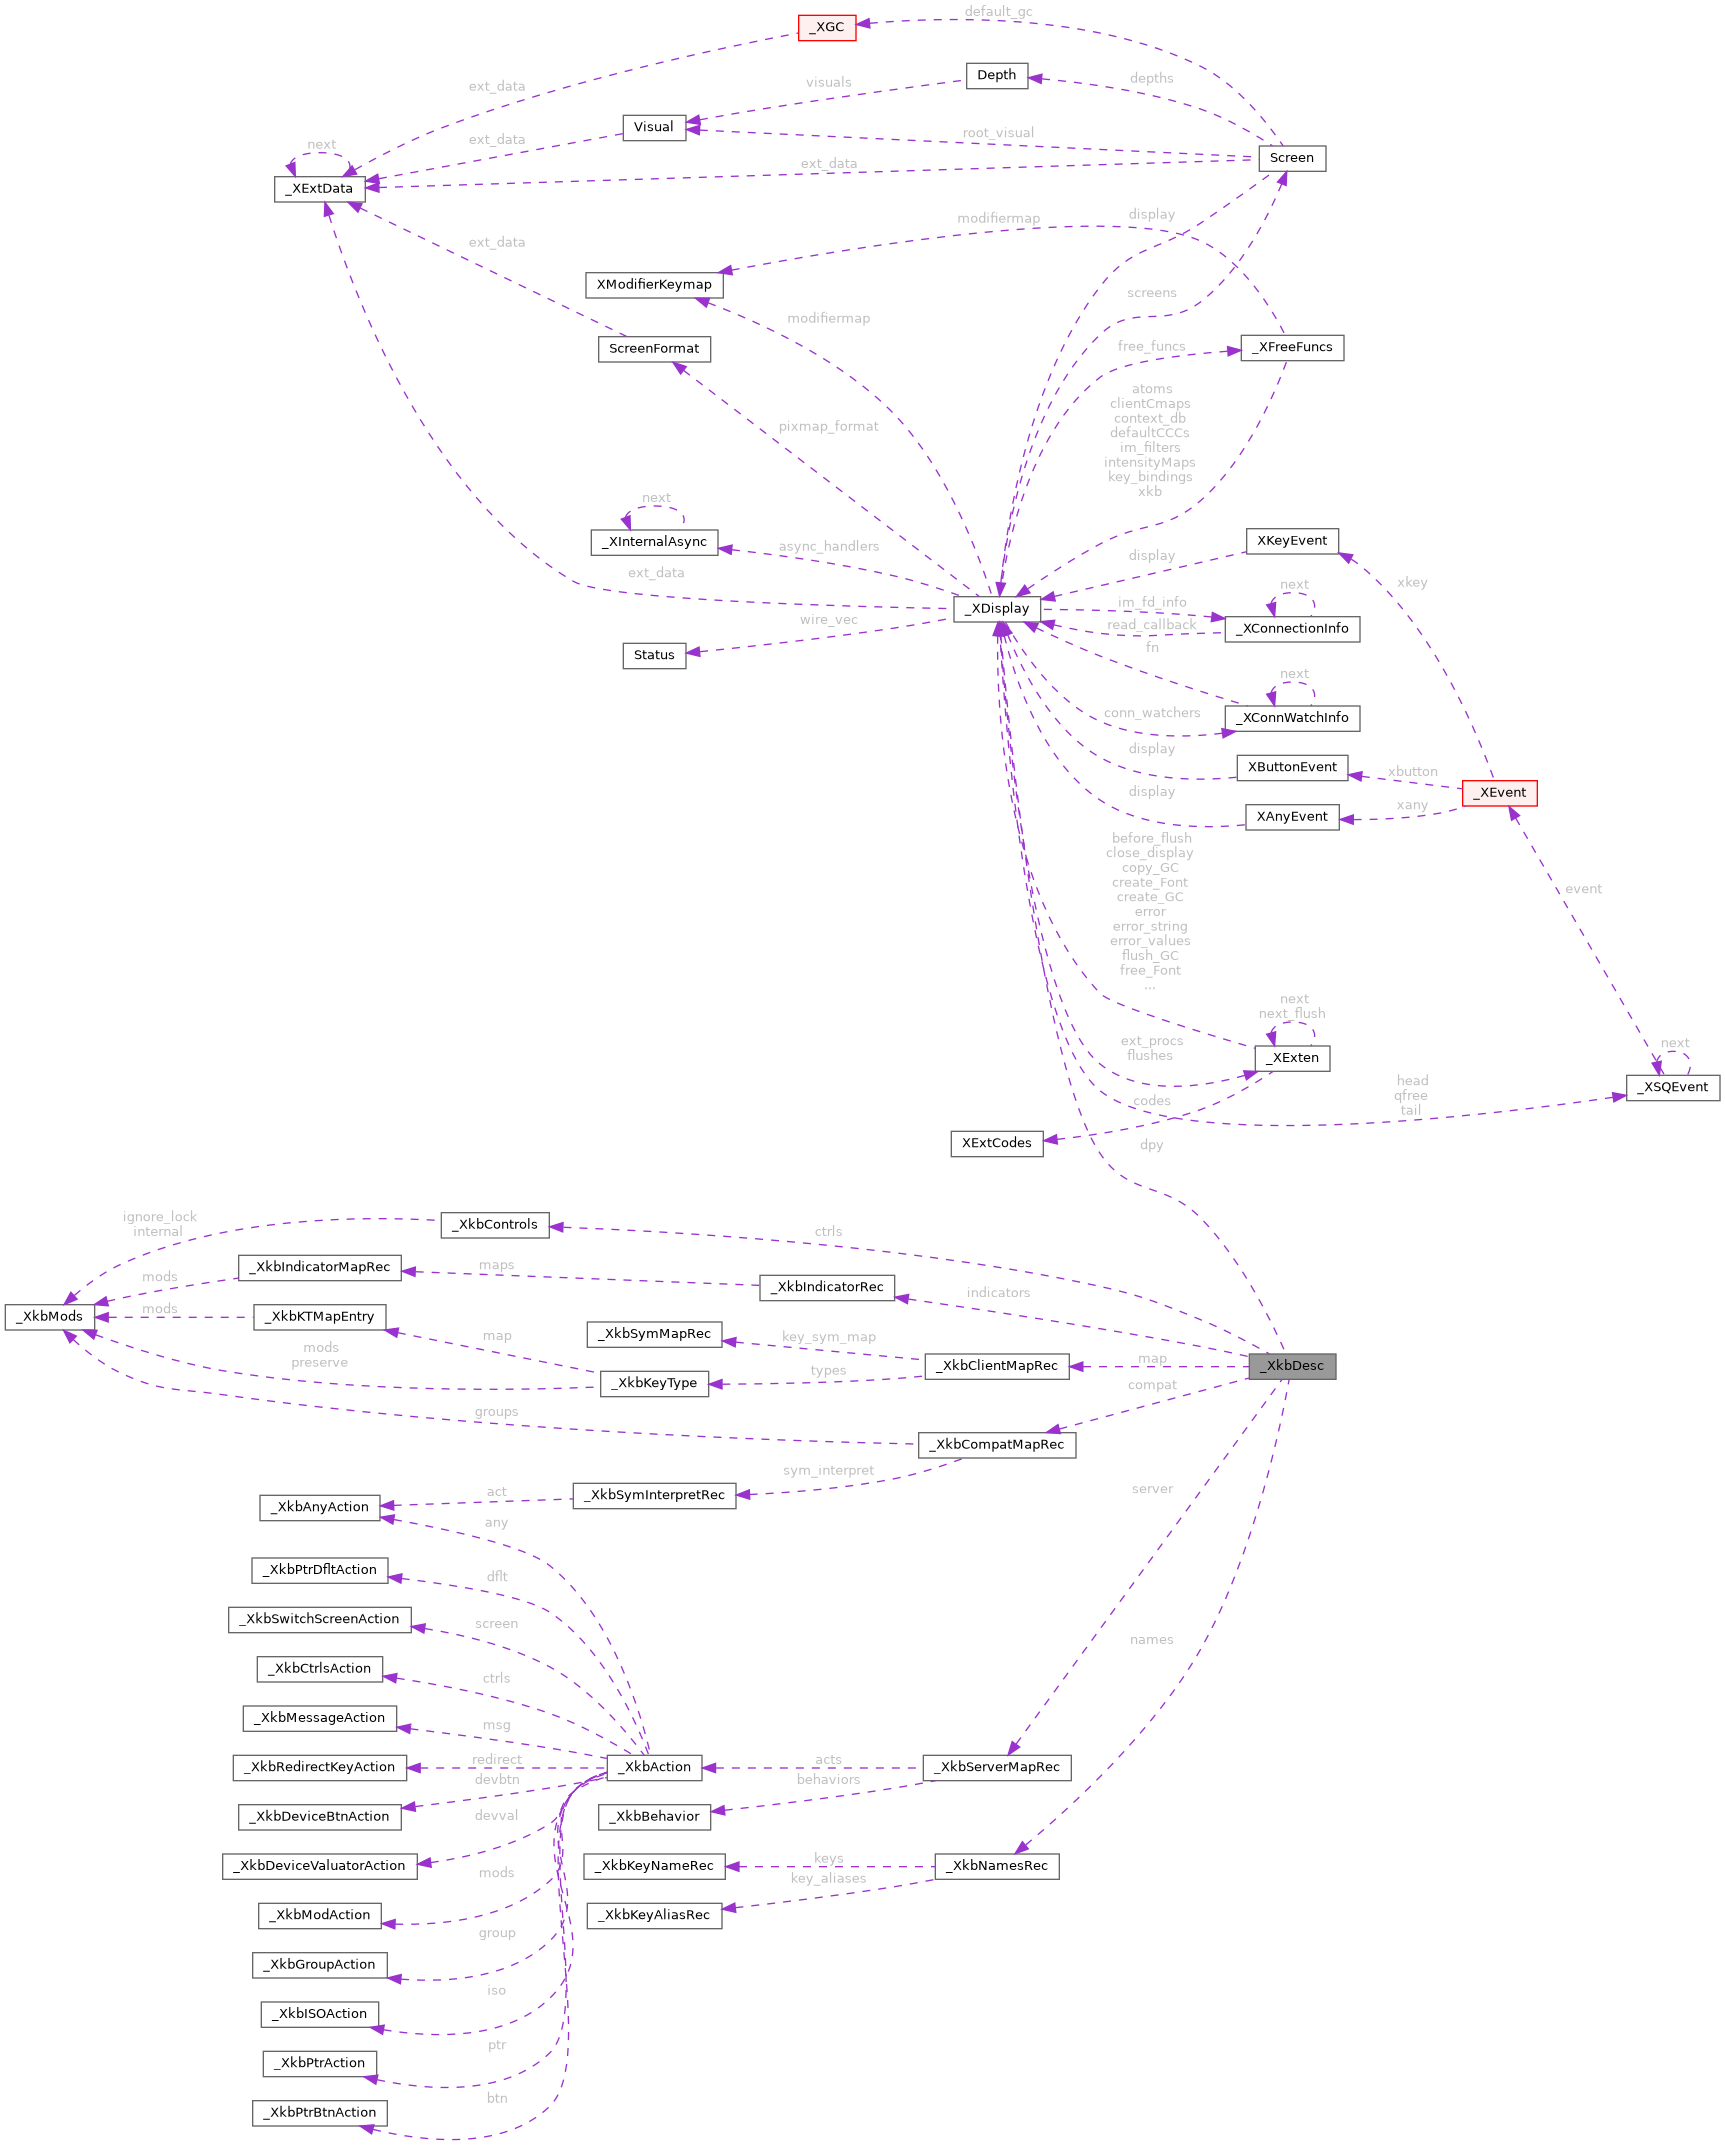 default_gc
_XGC
Depth
depths
visuals
ext_data
Visual
root_visual
ext_data
next
Screen
ext_data
_XExtData
display
modifiermap
ext_data
XModifierKeymap
screens
modifiermap
free_funcs
_XFreeFuncs
ScreenFormat
atoms
clientCmaps
context_db
defaultCCCs
im_filters
intensityMaps
key_bindings
xkb
pixmap_format
next
_XInternalAsync
async_handlers
XKeyEvent
display
xkey
ext_data
next
im_fd_info
_XDisplay
wire_vec
read_callback
_XConnectionInfo
Status
fn
next
conn_watchers
_XConnWatchInfo
display
XButtonEvent
xbutton
display
_XEvent
xany
XAnyEvent
before_flush
close_display
copy_GC
create_Font
create_GC
error
error_string
error_values
flush_GC
free_Font
...
event
next
next_flush
ext_procs
flushes
_XExten
next
head
qfree
tail
_XSQEvent
codes
XExtCodes
dpy
ignore_lock
internal
_XkbControls
ctrls
mods
_XkbIndicatorMapRec
maps
_XkbIndicatorRec
indicators
_XkbMods
mods
_XkbKTMapEntry
map
_XkbSymMapRec
key_sym_map
mods
preserve
_XkbClientMapRec
map
_XkbDesc
types
_XkbKeyType
compat
groups
_XkbCompatMapRec
sym_interpret
act
_XkbSymInterpretRec
server
_XkbAnyAction
any
_XkbPtrDfltAction
dflt
_XkbSwitchScreenAction
screen
names
_XkbCtrlsAction
ctrls
_XkbMessageAction
msg
redirect
_XkbRedirectKeyAction
_XkbAction
acts
_XkbServerMapRec
devbtn
behaviors
_XkbDeviceBtnAction
devval
_XkbBehavior
_XkbDeviceValuatorAction
mods
_XkbKeyNameRec
keys
_XkbNamesRec
key_aliases
_XkbModAction
_XkbKeyAliasRec
group
_XkbGroupAction
iso
_XkbISOAction
ptr
_XkbPtrAction
btn
_XkbPtrBtnAction